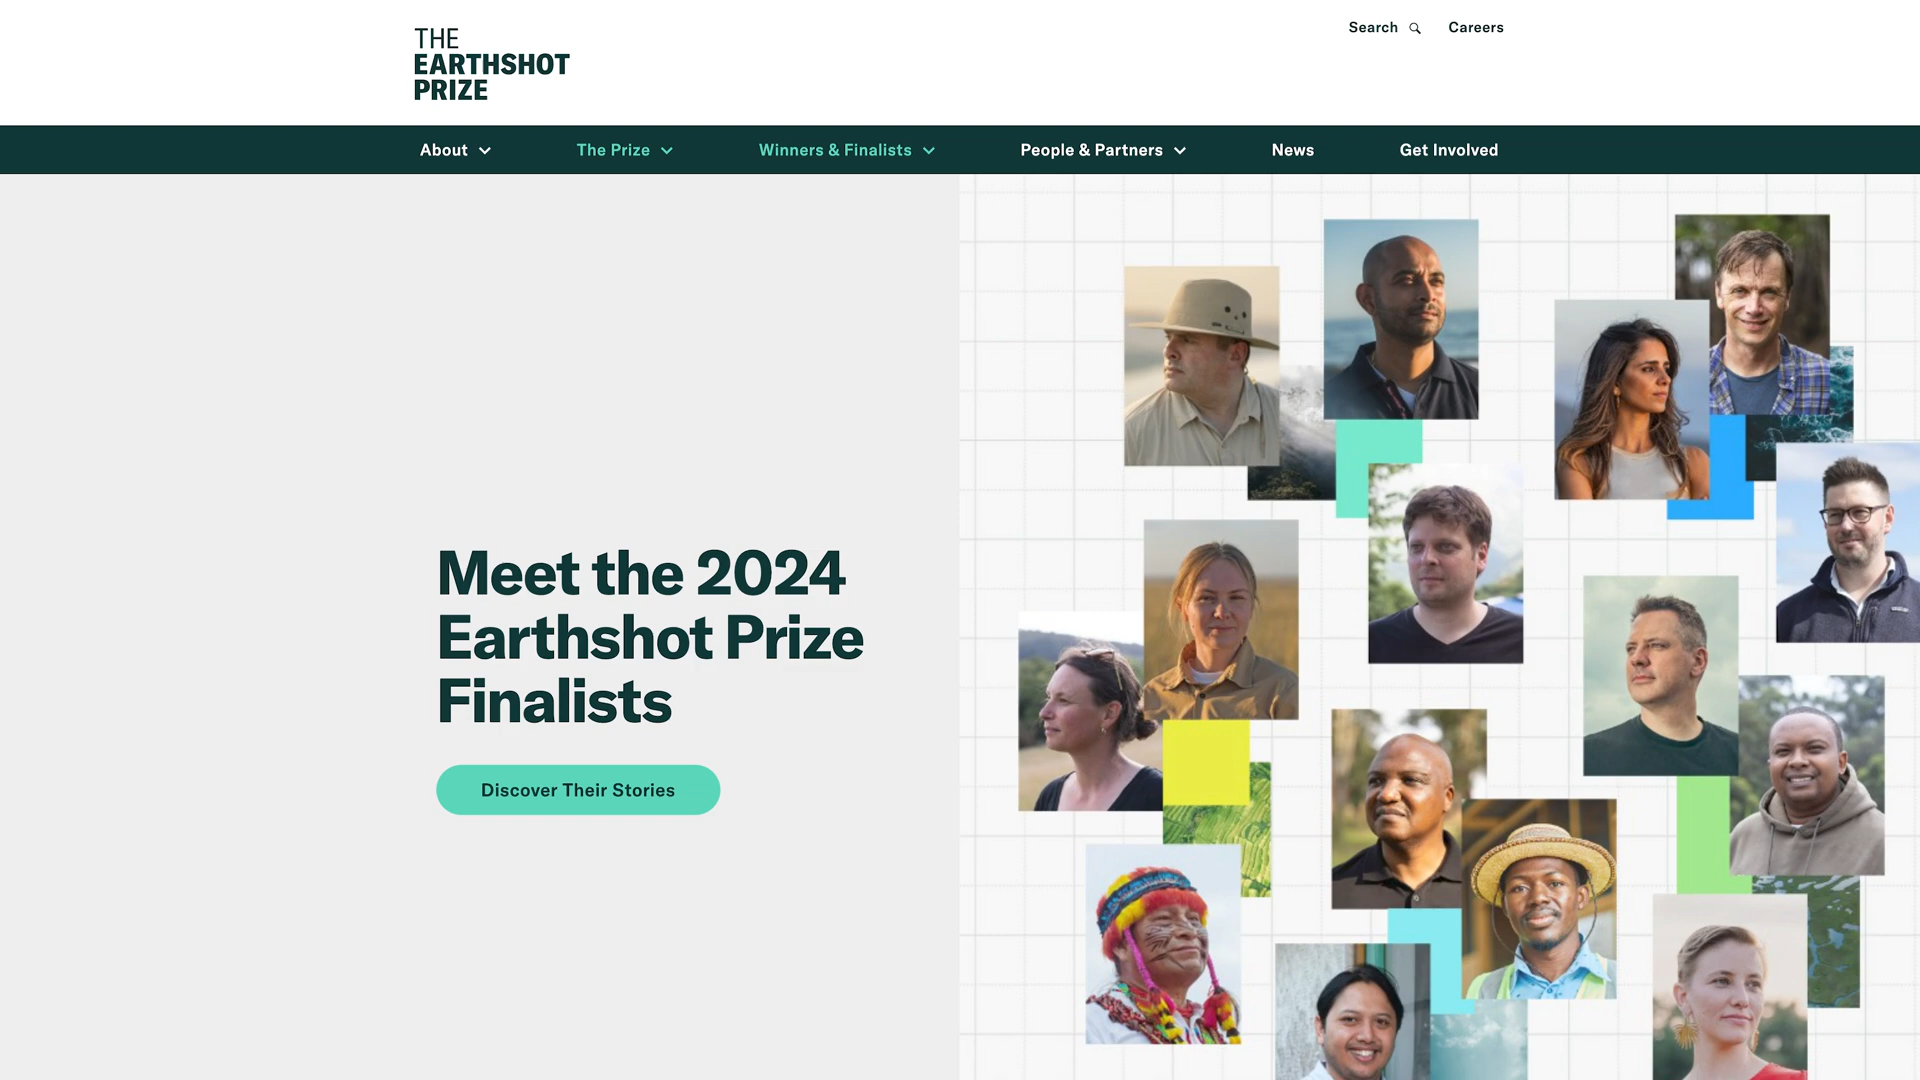 THE
EARTHSHOT
PRIZE
Search
Careers
About
The Prize
Winners & Finalists
People & Partners
News
Get Involved
Meet the 2024
Earthshot Prize
Finalists
Discover Their Stories